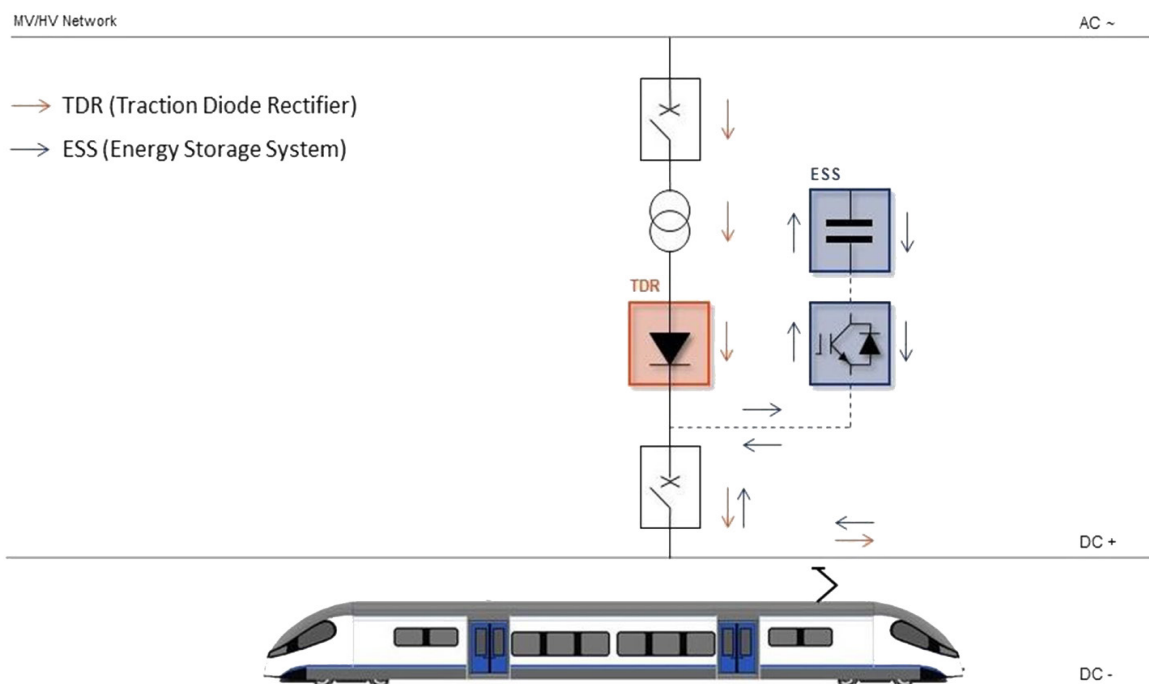 MV/HV Network
AC ~
TDR (Traction Diode Rectifier)
ESS (Energy Storage System)
ESS
TDR
DC +
DC -